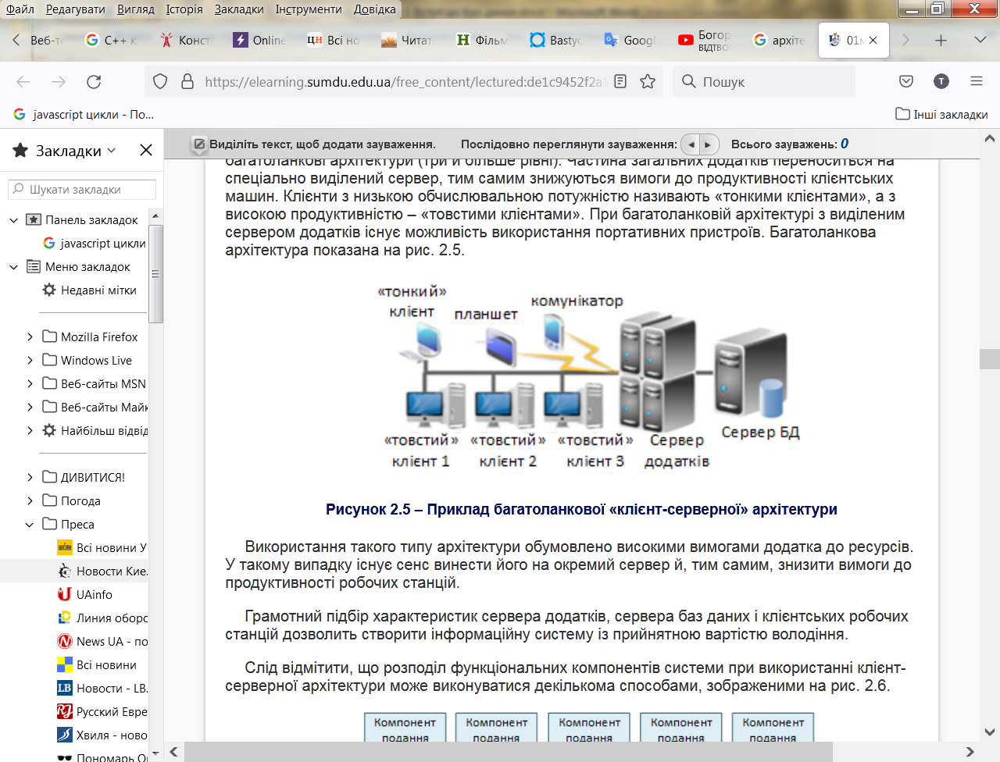 Файл Редагувати Вигляд Історія Закладки Інструменти Довідка
Веб-т
C++ к
Конст
Online
Всі но
Читат
Фільм
Bastyo
Googl
Богор
ВІДТВО
архіте
01м
https://elearning.sumdu.edu.ua/free_content/lectured:de1c9452f2a
Пошук
T
javascript цикли - По...
Інші закладки
Закладки
Шукати закладки
Панель закладок
javascript цикли
Меню закладок
Недавні мітки
Mozilla Firefox
Windows Live
Веб-сайты MSN
Веб-сайты Майк
Найбільш відвід
ДИВИТИСЯ!
Погода
Преса
Всі новини У
Новости Кие.
UAinfo
Линия оборо
News UA - по
Всі новини
Новости - LB.
Русский Евре
Хвиля - ново
Пономарь О
Виділіть текст, щоб додати зауваження. Послідовно переглянути зауваження: Всього зауважень: 0
багатоланкові архітектури (три й більше рівні). Частина загальних додатків переноситься на
спеціально виділений сервер, тим самим знижуються вимоги до продуктивності клієнтських
машин. Клієнти з низькою обчислювальною потужністю називають «тонкими клієнтами», а з
високою продуктивністю – «товстими клієнтами». При багатоланковій архітектурі з виділеним
сервером додатків існує можливість використання портативних пристроїв. Багатоланкова
архітектура показана на рис. 2.5.
«тонкий»
клієнт
планшет
комунікатор
«товстий»
клієнт 1
«товстий»
клієнт 2
«товстий»
клієнт 3
Сервер
додатків
Сервер БД
Рисунок 2.5 – Приклад багатоланкової «клієнт-серверної» архітектури
Використання такого типу архітектури обумовлено високими вимогами додатка до ресурсів.
У такому випадку існує сенс винести його на окремий сервер й, тим самим, знизити вимоги до
продуктивності робочих станцій.
Грамотний підбір характеристик сервера додатків, сервера баз даних і клієнтських робочих
станцій дозволить створити інформаційну систему із прийнятною вартістю володіння.
Слід відмітити, що розподіл функціональних компонентів системи при використанні клієнт-
серверної архітектури може виконуватися декількома способами, зображеними на рис. 2.6.
Компонент Компонент Компонент Компонент Компонент
подання подання подання подання подання